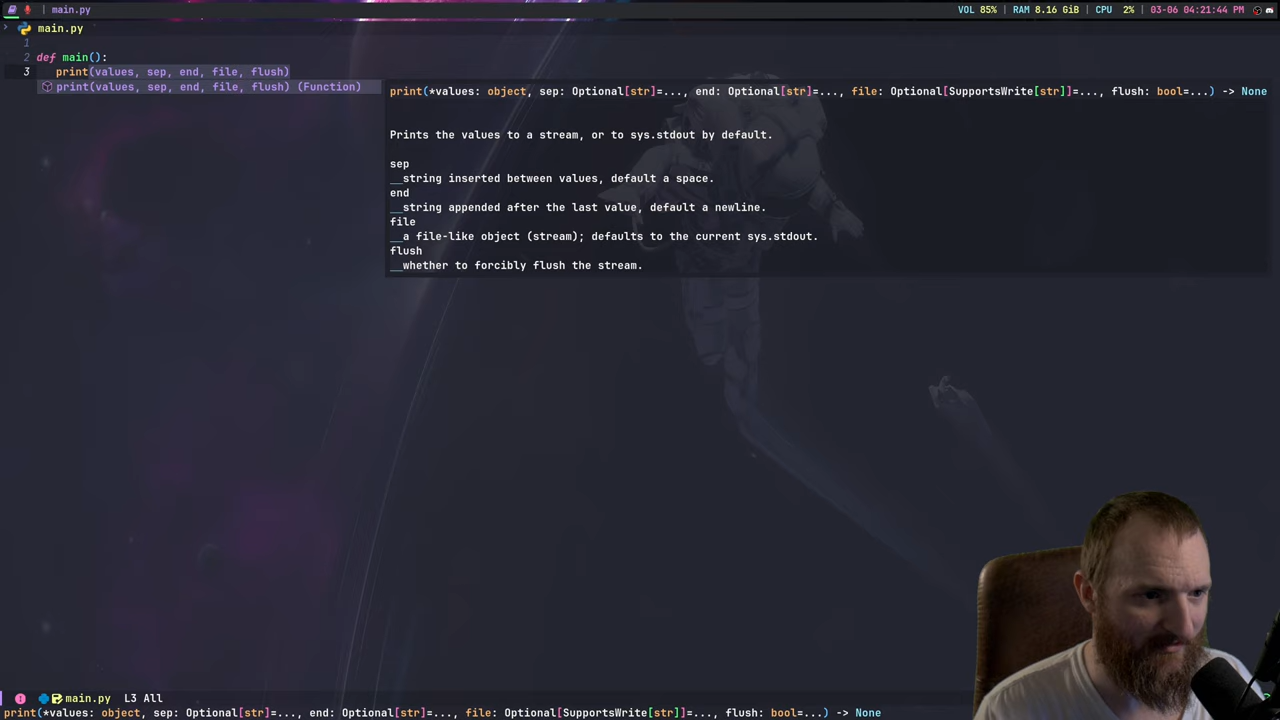 main.py
VOL 85% | RAM 8.16 GiB | CPU 2% | 03-06 04:21:44 PM
main.py
1
2 def main():
3 print(values, sep, end, file, flush)
print(values, sep, end, file, flush) (Function)
print(*values: object, sep: Optional[str]=..., end: Optional[str]=..., file: Optional[SupportsWrite[str]]=..., flush: bool=...) -> None
Prints the values to a stream, or to sys.stdout by default.
sep
__string inserted between values, default a space.
end
__string appended after the last value, default a newline.
file
__a file-like object (stream); defaults to the current sys.stdout.
flush
__whether to forcibly flush the stream.
main.py L3 All
print(*values: object, sep: Optional[str]=..., end: Optional[str]=..., file: Optional[SupportsWrite[str]]=..., flush: bool=...) -> None